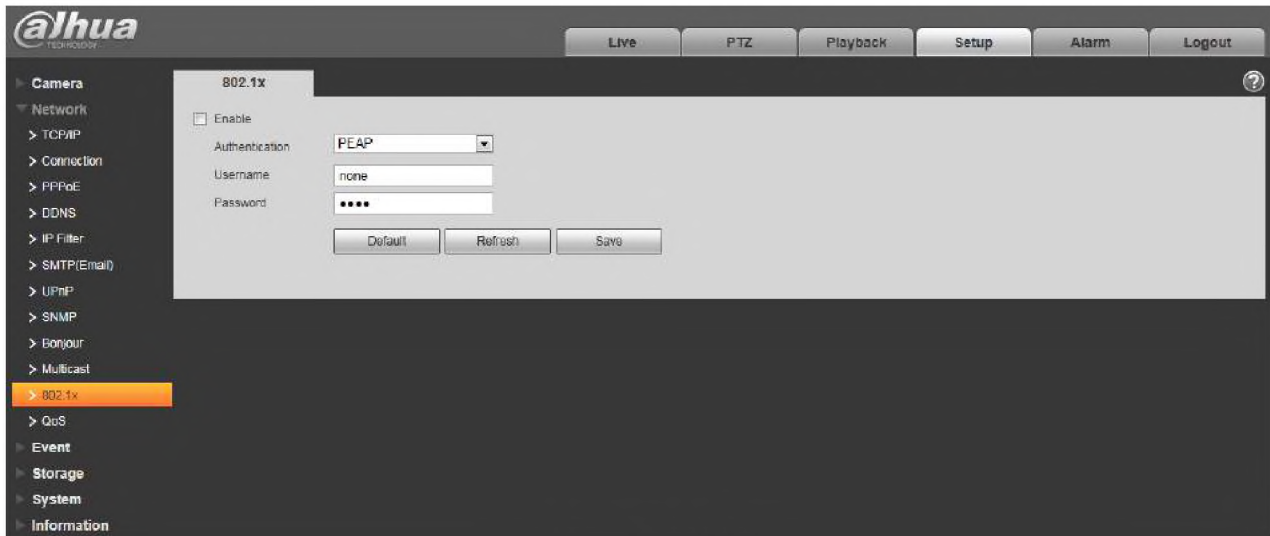 alhua
TECHNOLOGY
Live PTZ Playback Setup Alarm Logout
Camera
Network
> TCP/IP
> Connection
> PPPoE
> DDNS
> IP Filter
> SMTP(Email)
> UPnP
> SNMP
> Bonjour
> Multicast
> 802.1x
> QoS
Event
Storage
System
Information
802.1x
?
Enable
Authentication PEAP
Username none
Password ••••
Default Refresh Save